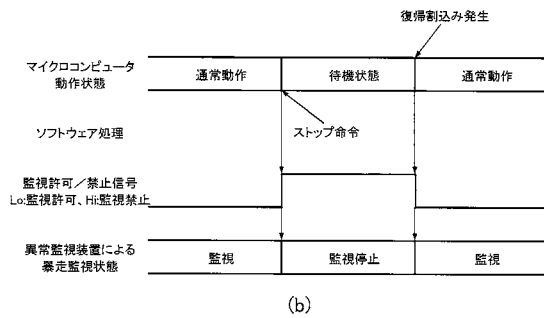 復帰割込み発生
マイクロコンピュータ
動作状態
通常動作
待機状態
通常動作
ソフトウェア処理
ストップ命令
監視許可／禁止信号
Lo:監視許可、Hi:監視禁止
異常監視装置による
暴走監視状態
監視
監視停止
監視
(b)